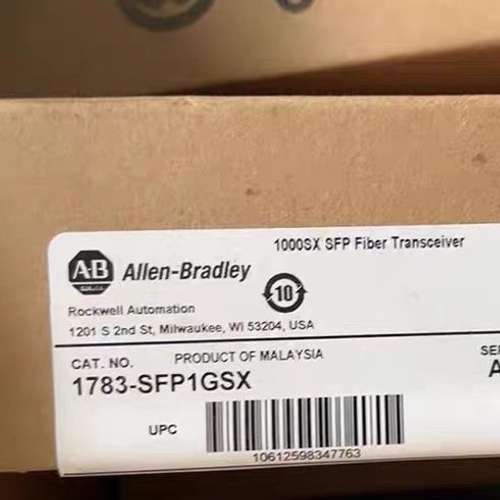 1000SX SFP Fiber Transceiver
AB
Allen-Bradley
10
Rockwell Automation
1201 S 2nd St, Milwaukee, WI 53204, USA
CAT. NO.
PRODUCT OF MALAYSIA
SE
1783-SFP1GSX
A
UPC
10612598347763